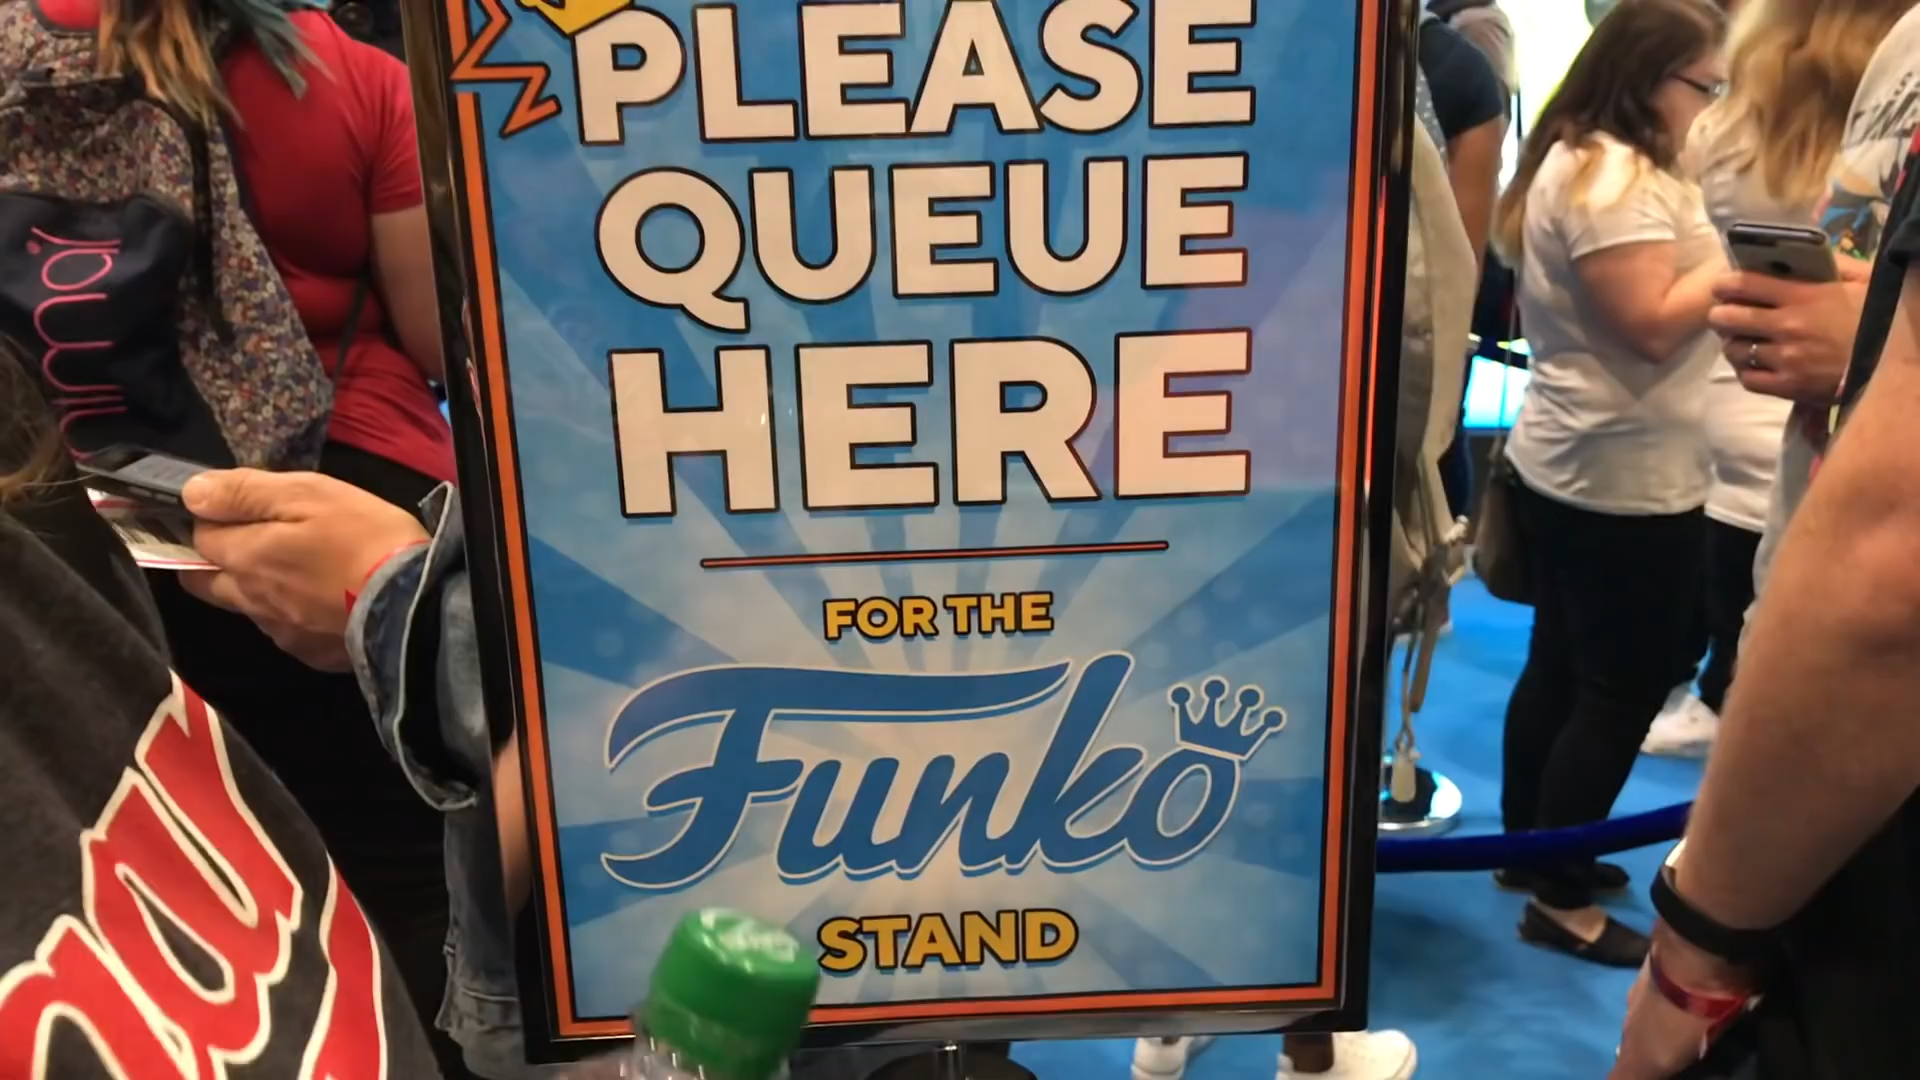 PLEASE
QUEUE
HERE
FOR THE
Funko
STAND